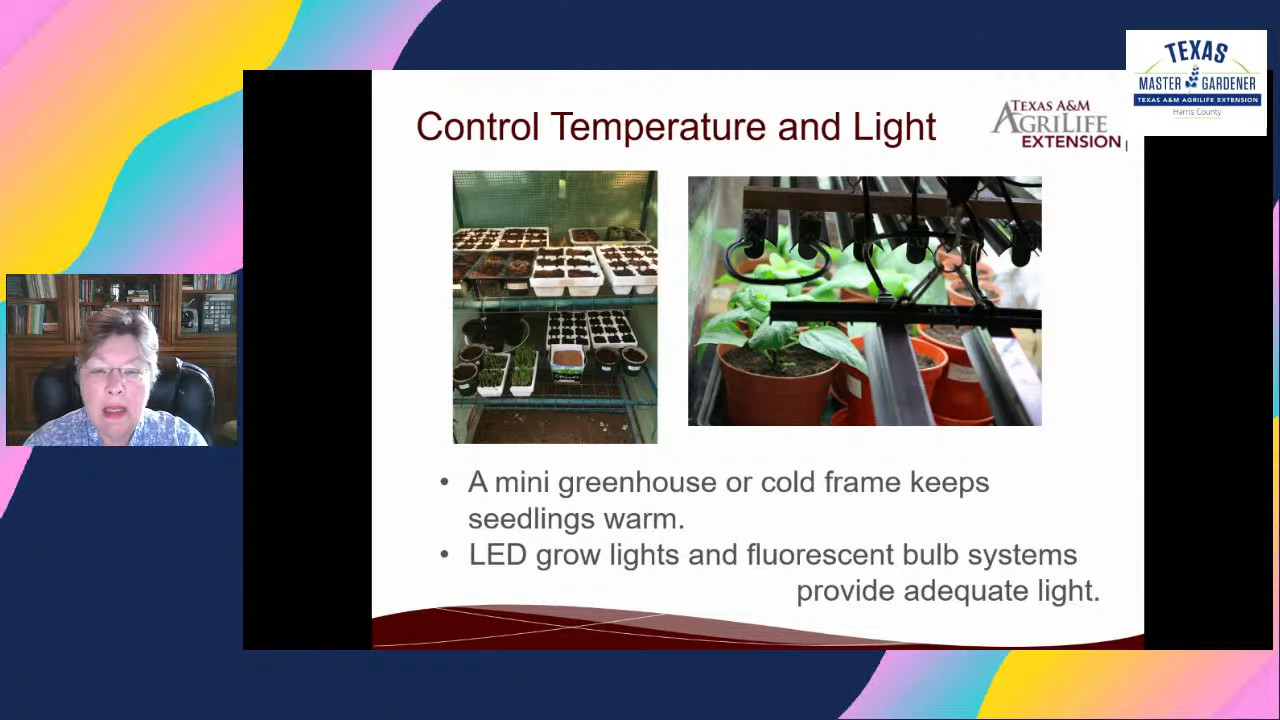 TEXAS
MASTER GARDENER
TEXAS A&M AGRILIFE EXTENSION
Harris County
Control Temperature and Light
TEXAS A&M
AGRILIFE
EXTENSION
• A mini greenhouse or cold frame keeps
seedlings warm.
• LED grow lights and fluorescent bulb systems
provide adequate light.